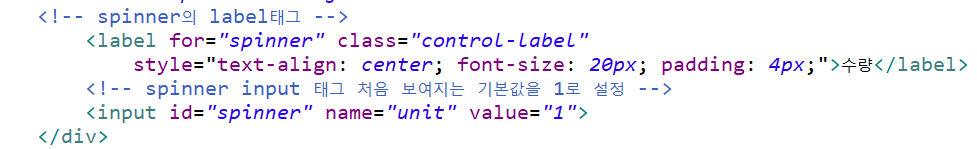 <!-- spinner의 label태그 -->
<label for="spinner" class="control-label"
style="text-align: center; font-size: 20px; padding: 4px;">수량</label>
<!-- spinner input 태그 처음 보여지는 기본값을 1로 설정 -->
<input id="spinner" name="unit" value="1">
</div>